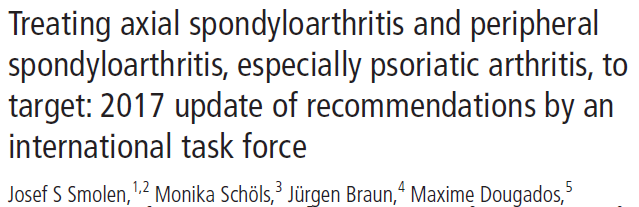 Treating axial spondyloarthritis and peripheral
spondyloarthritis, especially psoriatic arthritis, to
target: 2017 update of recommendations by an
international task force
Josef S Smolen,1,2 Monika Schöls,3 Jürgen Braun,4 Maxime Dougados,5